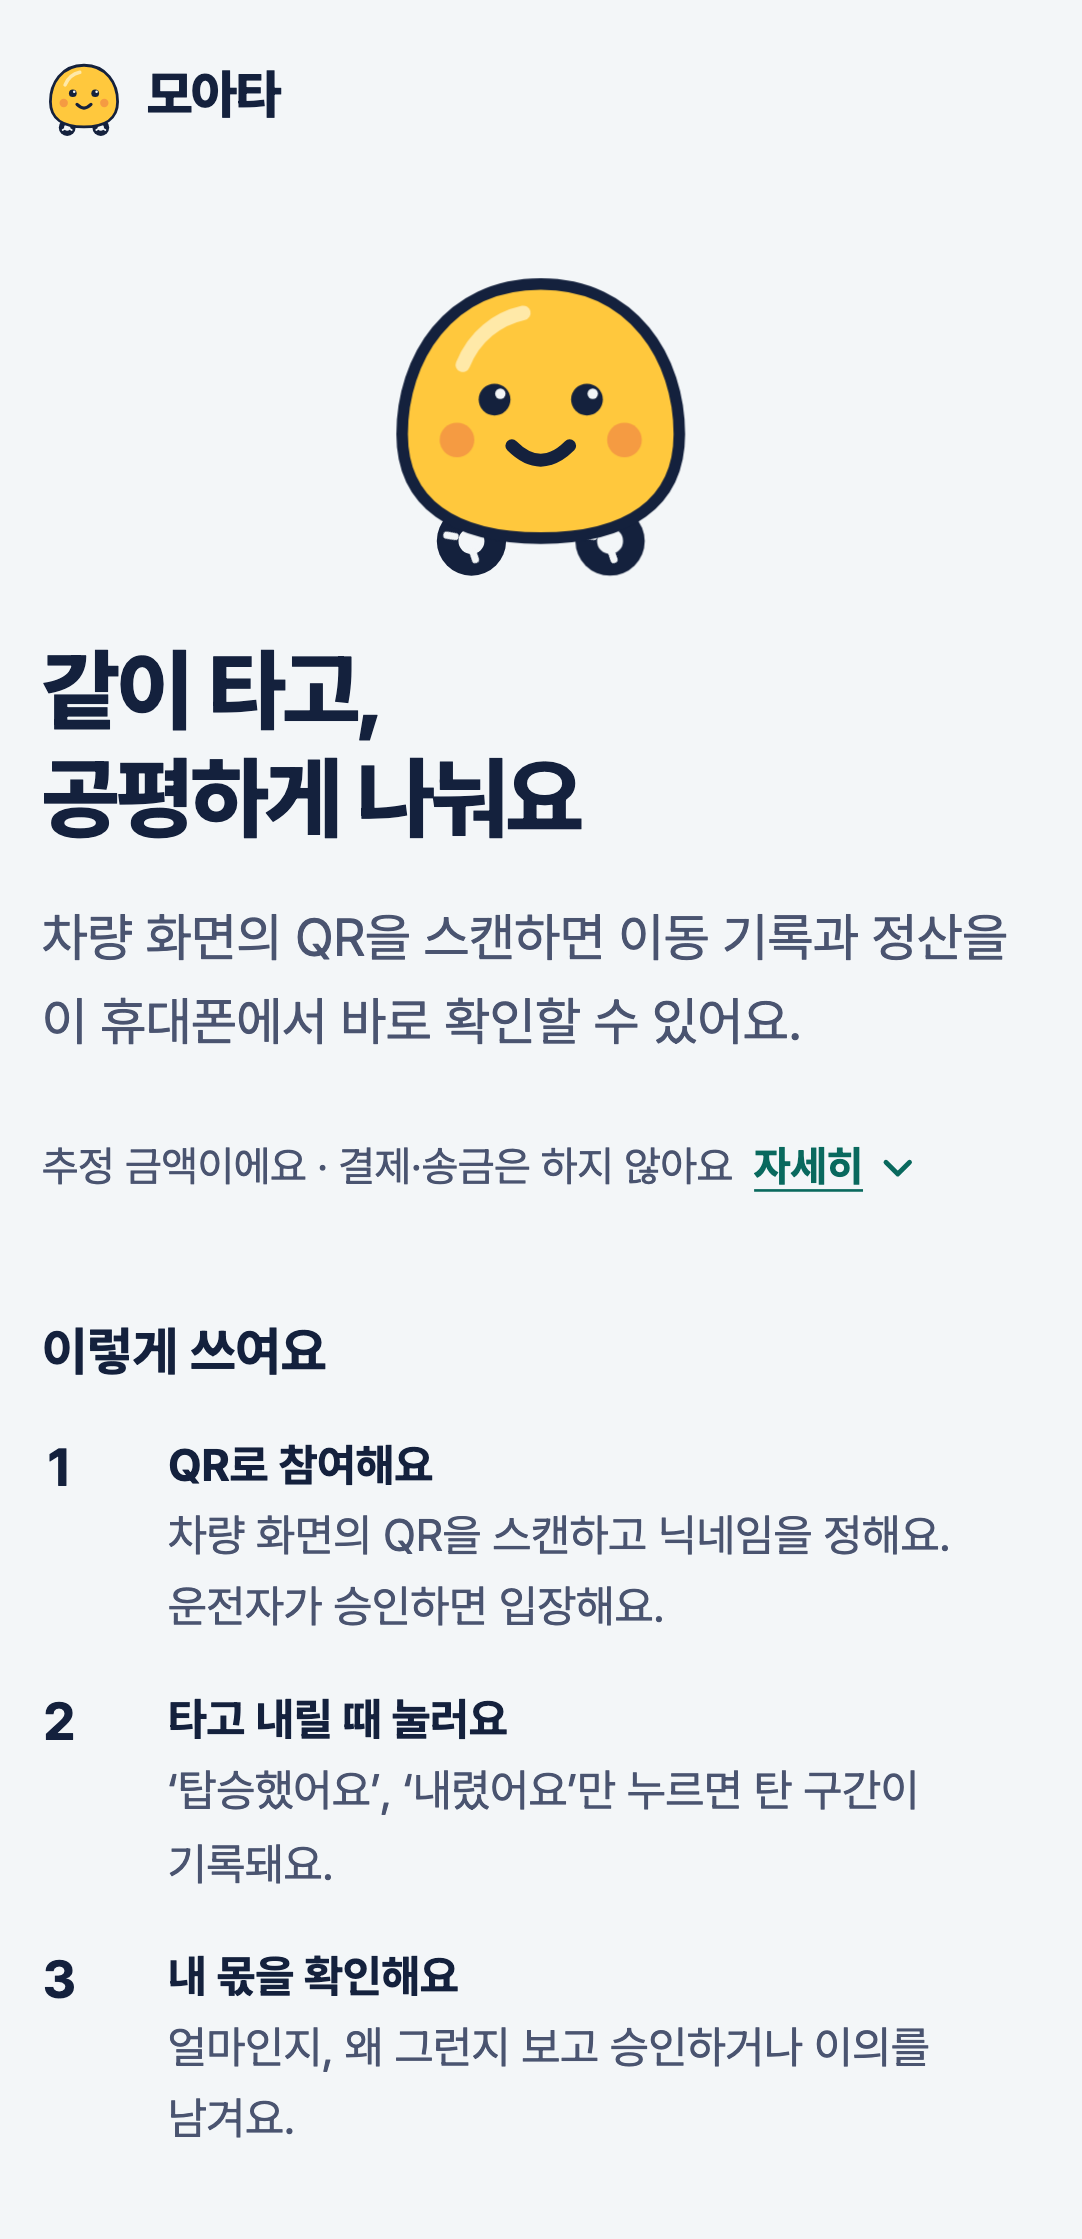 모아타
같이 타고,
공평하게 나눠요
차량 화면의 QR을 스캔하면 이동 기록과 정산을
이 휴대폰에서 바로 확인할 수 있어요.
추정 금액이에요 · 결제·송금은 하지 않아요 자세히
이렇게 쓰여요
1 QR로 참여해요
차량 화면의 QR을 스캔하고 닉네임을 정해요.
운전자가 승인하면 입장해요.
2 타고 내릴 때 눌러요
‘탑승했어요’, ‘내렸어요’만 누르면 탄 구간이
기록돼요.
3 내 몫을 확인해요
얼마인지, 왜 그런지 보고 승인하거나 이의를
남겨요.